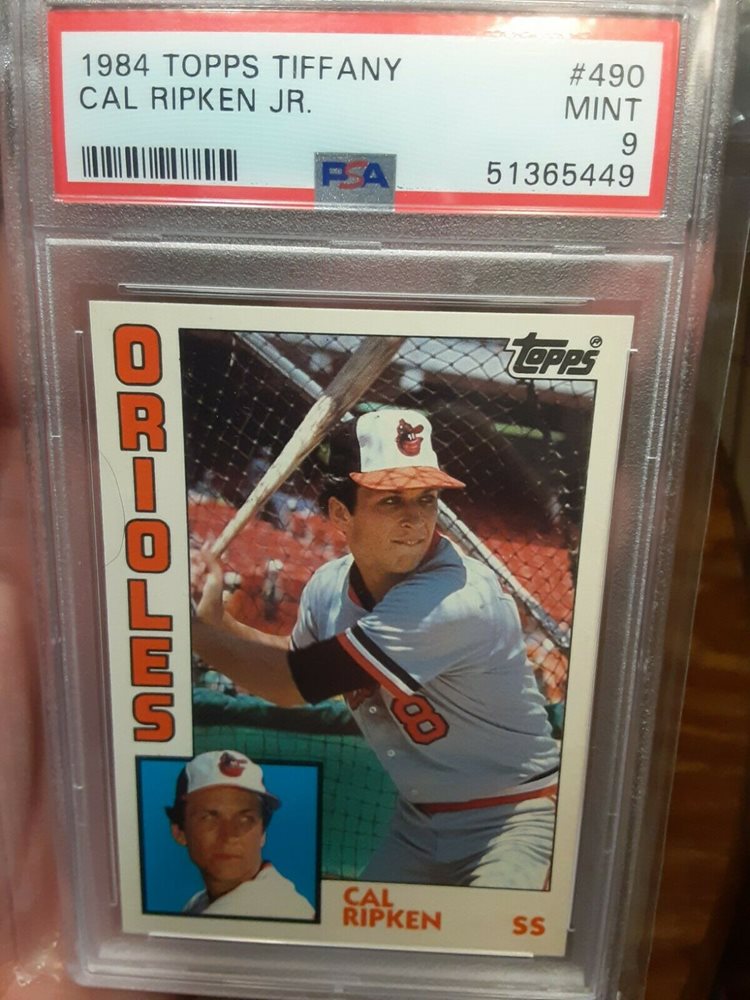 1984 TOPPS TIFFANY
CAL RIPKEN JR.
#490
MINT
9
51365449
PSA
ORIOLES
TOPPS®
8
CAL
RIPKEN
SS